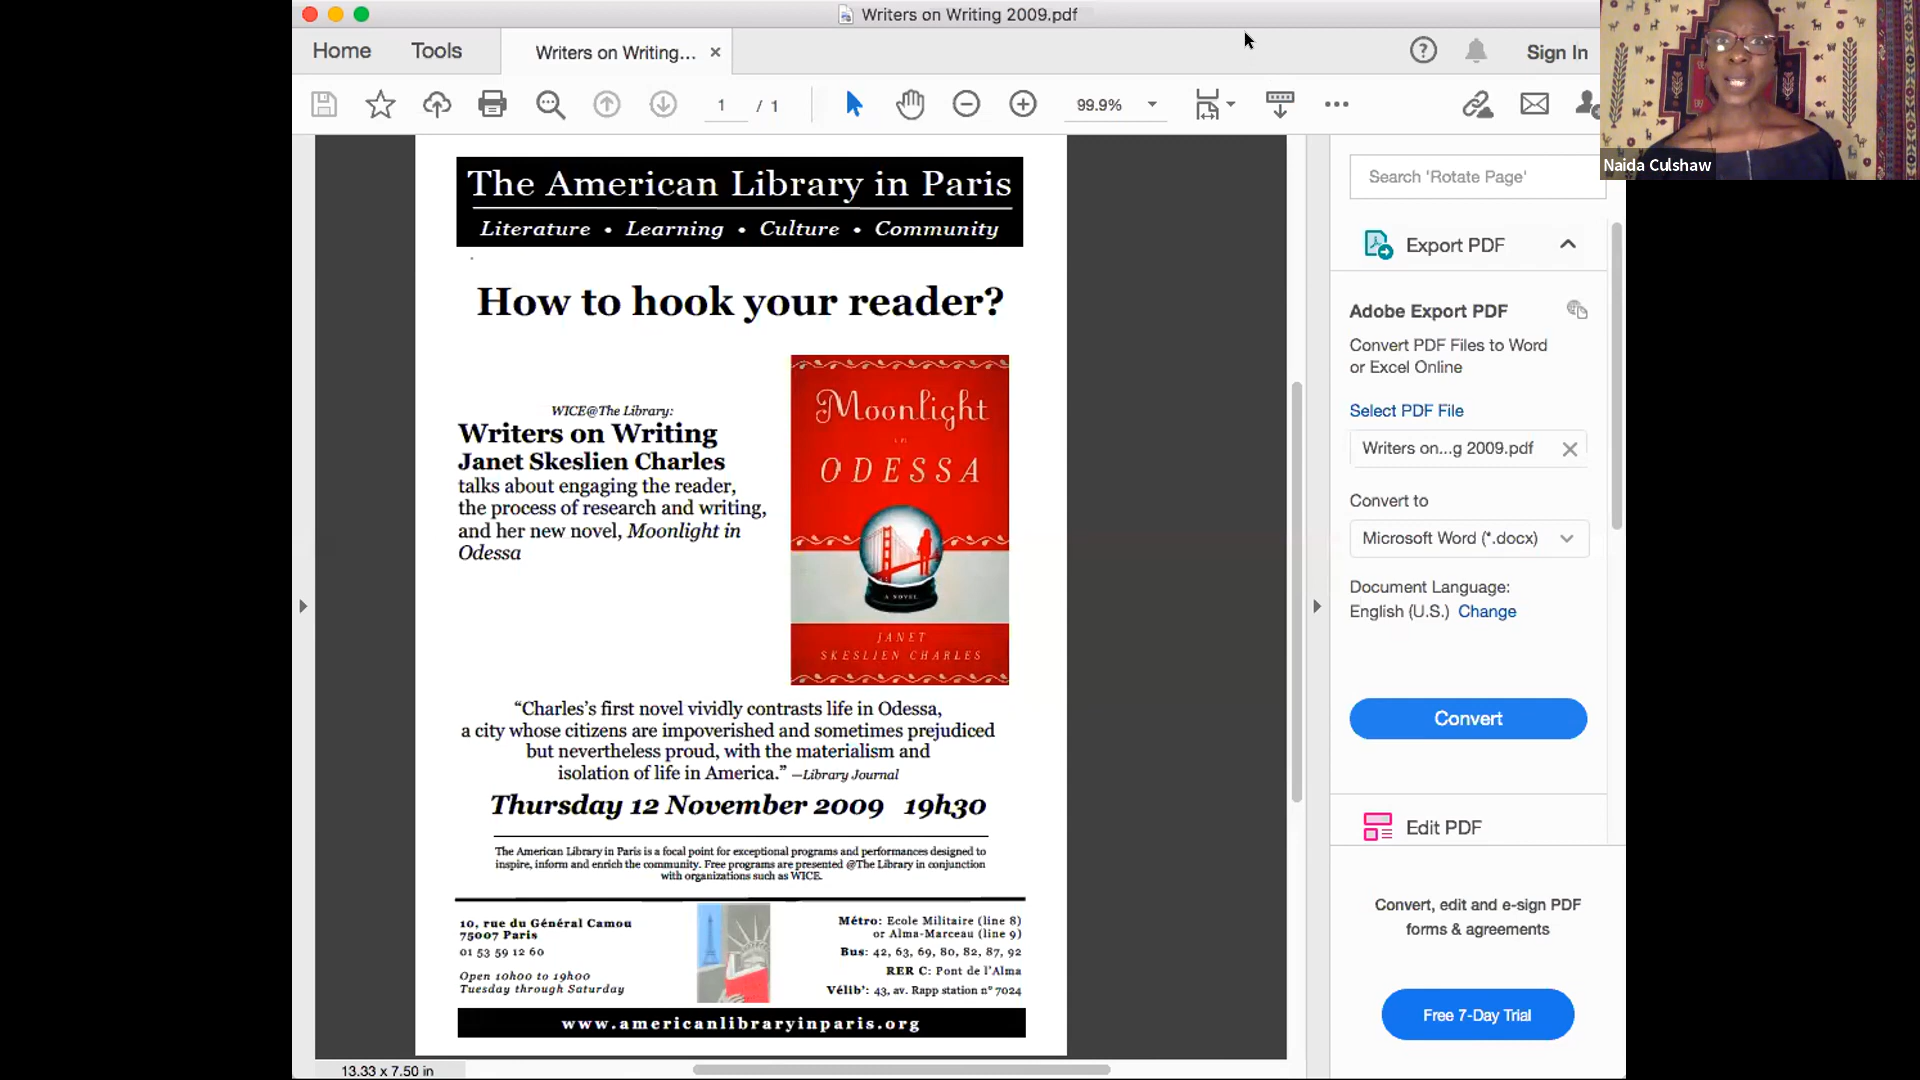 Writers on Writing 2009.pdf
Home
Tools
Writers on Writing...
Sign In
1 / 1
99.9%
Naida Culshaw
The American Library in Paris
Literature • Learning • Culture • Community
How to hook your reader?
WICE@The Library:
Writers on Writing
Janet Skeslien Charles
talks about engaging the reader,
the process of research and writing,
and her new novel, Moonlight in
Odessa
Moonlight
in
ODESSA
A NOVEL
JANET
SKESLIEN CHARLES
“Charles’s first novel vividly contrasts life in Odessa,
a city whose citizens are impoverished and sometimes prejudiced
but nevertheless proud, with the materialism and
isolation of life in America.” —Library Journal
Thursday 12 November 2009 19h30
The American Library in Paris is a focal point for exceptional programs and performances designed to
inspire, inform and enrich the community. Free programs are presented @The Library in conjunction
with organizations such as WICE.
10, rue du Général Camou
75007 Paris
01 53 59 12 60
Open 10h00 to 19h00
Tuesday through Saturday
Métro: Ecole Militaire (line 8)
or Alma-Marceau (line 9)
Bus: 42, 63, 69, 80, 82, 87, 92
RER C: Pont de l’Alma
Vélib’: 43, av. Rapp station n° 7024
www.americanlibraryinparis.org
13.33 x 7.50 in
Search 'Rotate Page'
Export PDF
Adobe Export PDF
Convert PDF Files to Word
or Excel Online
Select PDF File
Writers on...g 2009.pdf
Convert to
Microsoft Word (*.docx)
Document Language:
English (U.S.) Change
Convert
Edit PDF
Convert, edit and e-sign PDF
forms & agreements
Free 7-Day Trial